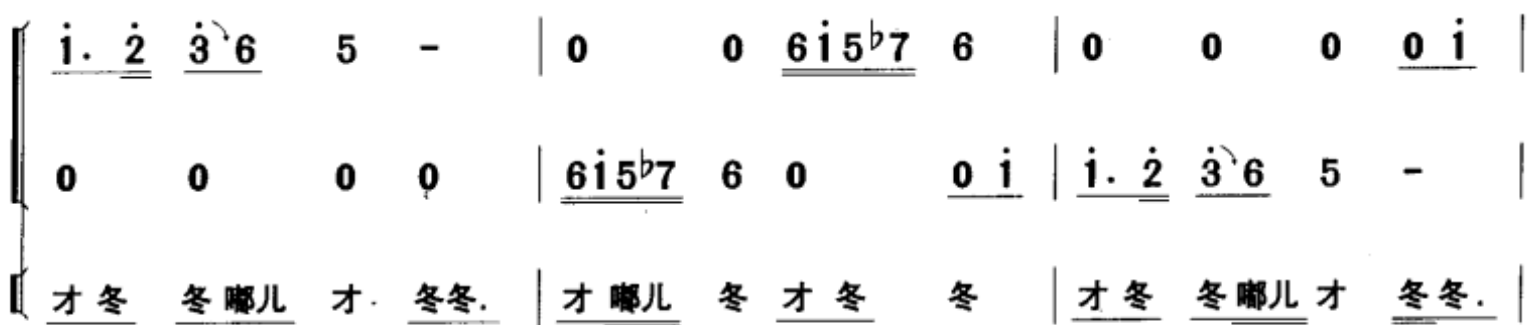 i̇. 2̇ 3̇ 6 5 - | 0 0 6i̇5♭7 6 | 0 0 0 0 i̇ |
0 0 0 0 | 6i̇5♭7 6 0 0 i̇ | i̇. 2̇ 3̇ 6 5 - |
才 冬 冬 嘟儿 才. 冬冬. | 才 嘟儿 冬 才 冬 冬 | 才 冬 冬 嘟儿 才 冬 冬. |